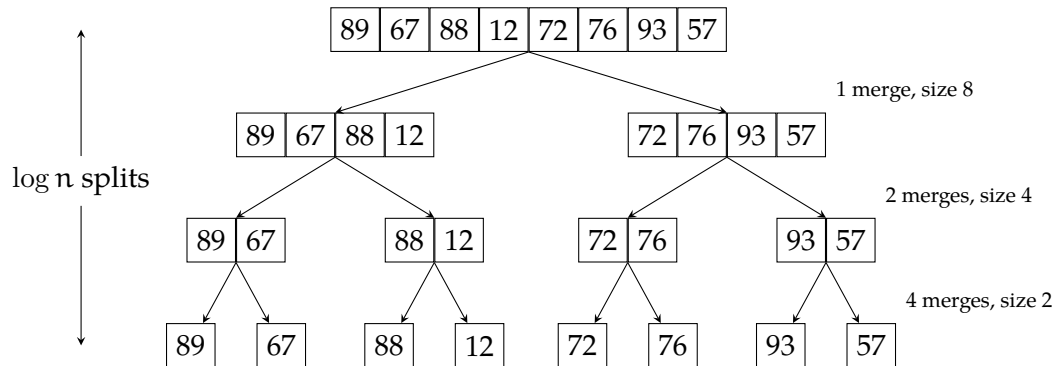 89 67 88 12 72 76 93 57
1 merge, size 8
89 67 88 12 72 76 93 57
log n splits
2 merges, size 4
89 67 88 12 72 76 93 57
4 merges, size 2
89 67 88 12 72 76 93 57